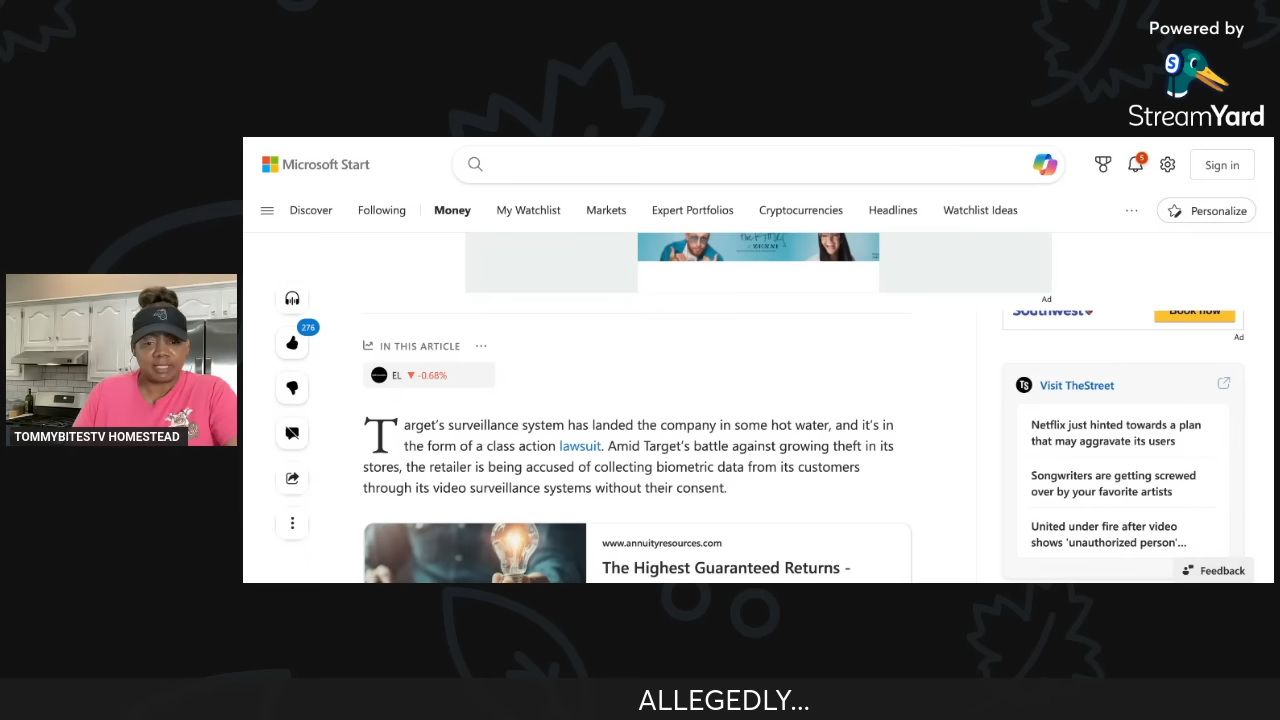 Powered by
StreamYard
Microsoft Start
5
Sign in
Discover
Following
Money
My Watchlist
Markets
Expert Portfolios
Cryptocurrencies
Headlines
Watchlist Ideas
Personalize
Ad
276
IN THIS ARTICLE
EL ▼ -0.68%
Target's surveillance system has landed the company in some hot water, and it's in
the form of a class action lawsuit. Amid Target's battle against growing theft in its
stores, the retailer is being accused of collecting biometric data from its customers
through its video surveillance systems without their consent.
www.annuityresources.com
The Highest Guaranteed Returns -
Southwest
Book now
Ad
TS Visit TheStreet
Netflix just hinted towards a plan
that may aggravate its users
Songwriters are getting screwed
over by your favorite artists
United under fire after video
shows 'unauthorized person'...
Feedback
TOMMYBITESTV HOMESTEAD
ALLEGEDLY...